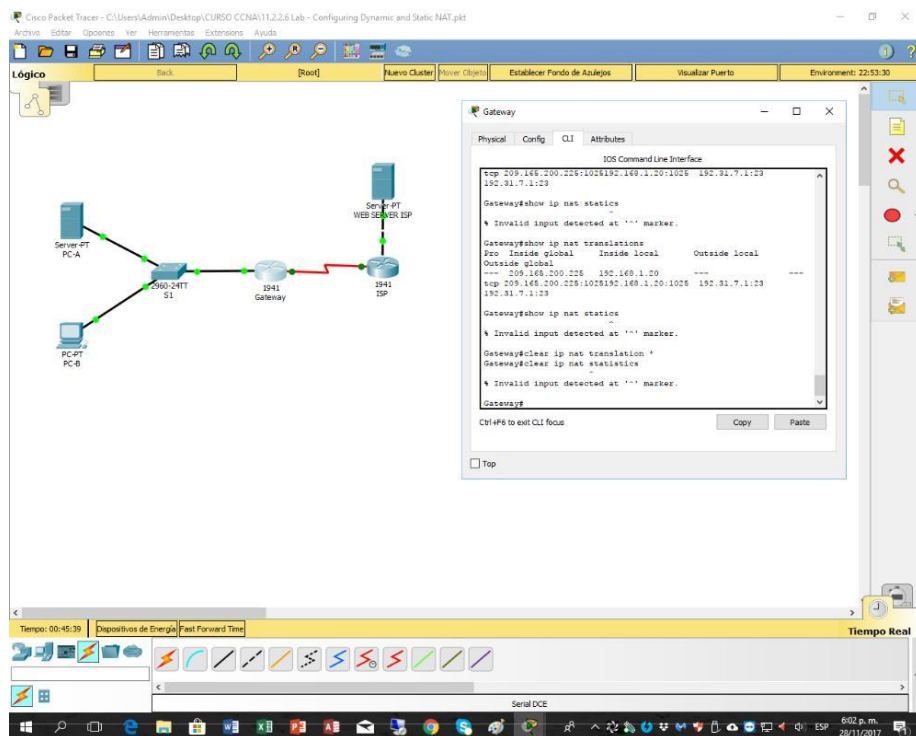 Cisco Packet Tracer - C:\Users\Admin\Desktop\CURSO CCNA\11.2.2.6 Lab - Configuring Dynamic and Static NAT.pkt
Archivo Editar Opciones Ver Herramientas Extensions Ayuda
Lógico Back [Root] Nuevo Cluster Mover Objeto Establecer Fondo de Azulejos Visualizar Puerto Environment: 22:53:30
Gateway
Physical Config CLI Attributes
IOS Command Line Interface
tcp 209.165.200.225:1025192.168.1.20:1025 192.31.7.1:23
192.31.7.1:23
Gateway#show ip nat statics
^
% Invalid input detected at '^' marker.
Gateway#show ip nat translations
Pro Inside global Inside local Outside local
Outside global
--- 209.165.200.225 192.168.1.20 --- ---
tcp 209.165.200.225:1025192.168.1.20:1025 192.31.7.1:23
192.31.7.1:23
Gateway#show ip nat statics
^
% Invalid input detected at '^' marker.
Gateway#clear ip nat translation *
Gateway#clear ip nat statistics
^
% Invalid input detected at '^' marker.
Gateway#
Ctrl+F6 to exit CLI focus Copy Paste
Top
Server-PT
WEB SERVER ISP
Server-PT
PC-A
2960-24TT
S1
1941
Gateway
1941
ISP
PC-PT
PC-B
Tiempo: 00:45:39 Dispositivos de Energía Fast Forward Time Tiempo Real
Serial DCE
ESP 6:02 p. m.
28/11/2017